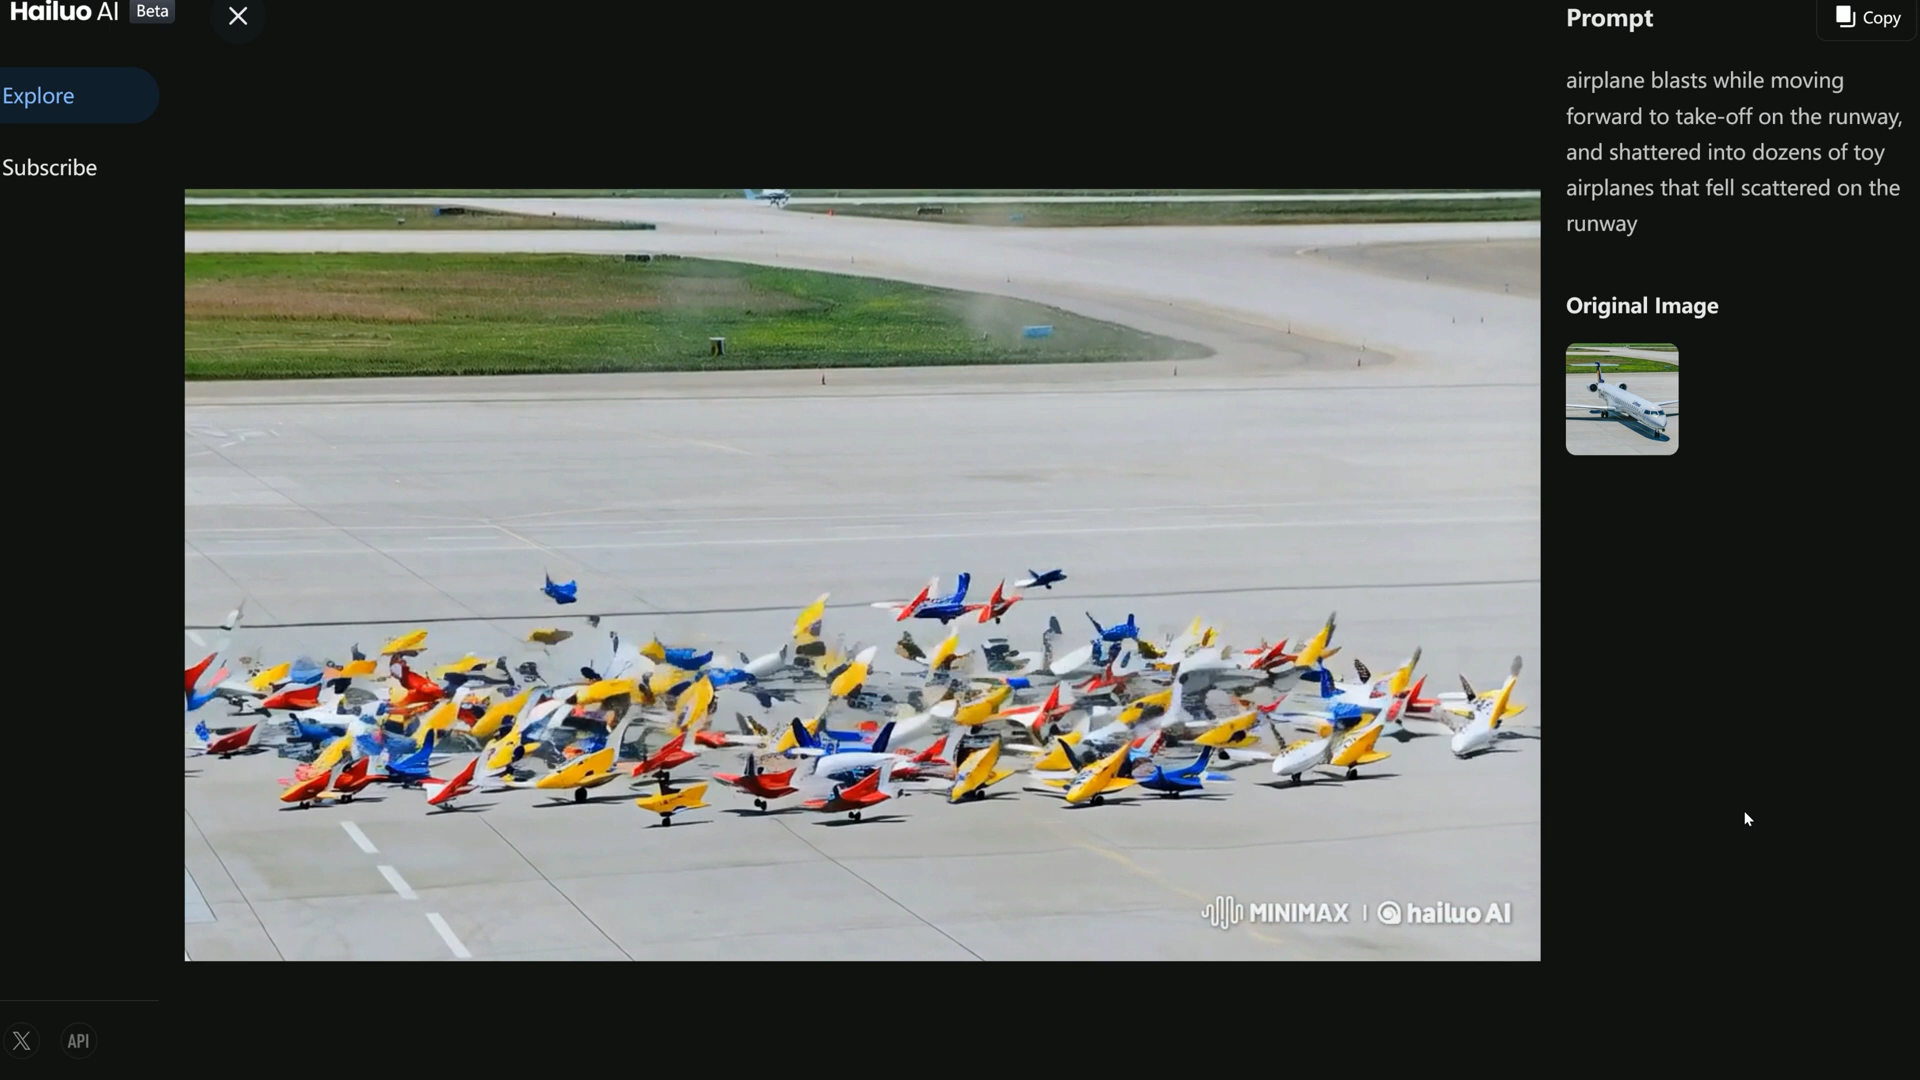 Hailuo AI Beta
Explore
Subscribe
API
MINIMAX | hailuo AI
Prompt
Copy
airplane blasts while moving
forward to take-off on the runway,
and shattered into dozens of toy
airplanes that fell scattered on the
runway
Original Image